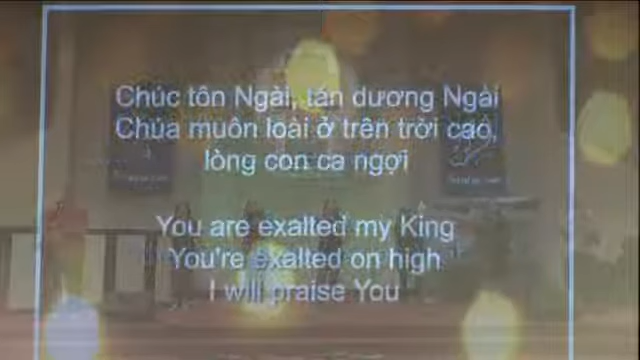 Chúc tôn Ngài, tán dương Ngài
Chúa muôn loài ở trên trời cao,
lòng con ca ngợi
You are exalted my King
You're exalted on high
I will praise You